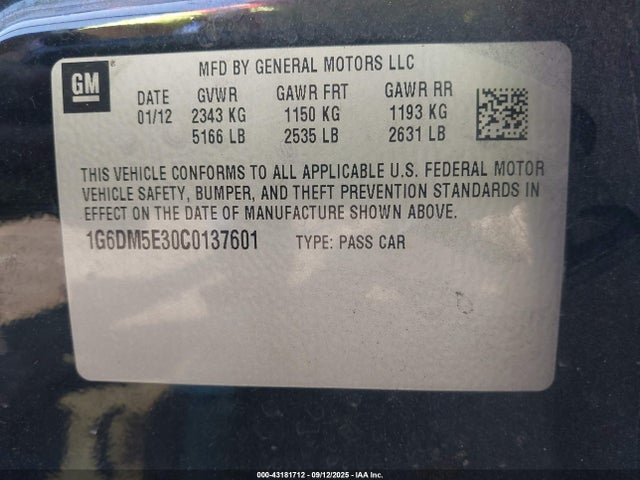 GM
MFD BY GENERAL MOTORS LLC
DATE GVWR GAWR FRT GAWR RR
01/12 2343 KG 1150 KG 1193 KG
5166 LB 2535 LB 2631 LB
THIS VEHICLE CONFORMS TO ALL APPLICABLE U.S. FEDERAL MOTOR
VEHICLE SAFETY, BUMPER, AND THEFT PREVENTION STANDARDS IN
EFFECT ON THE DATE OF MANUFACTURE SHOWN ABOVE.
1G6DM5E30C0137601 TYPE: PASS CAR
000-43181712 - 09/12/2025 - IAA Inc.